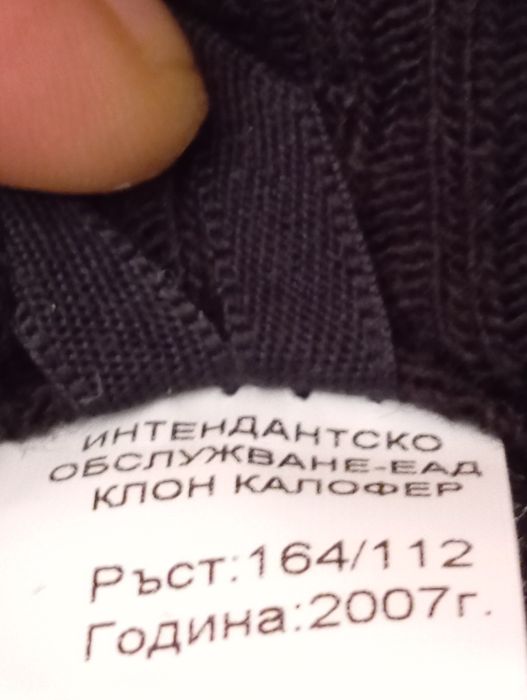 ИНТЕНДАНТСКО
ОБСЛУЖВАНЕ-ЕАД
КЛОН КАЛОФЕР
Ръст:164/112
Година:2007г.